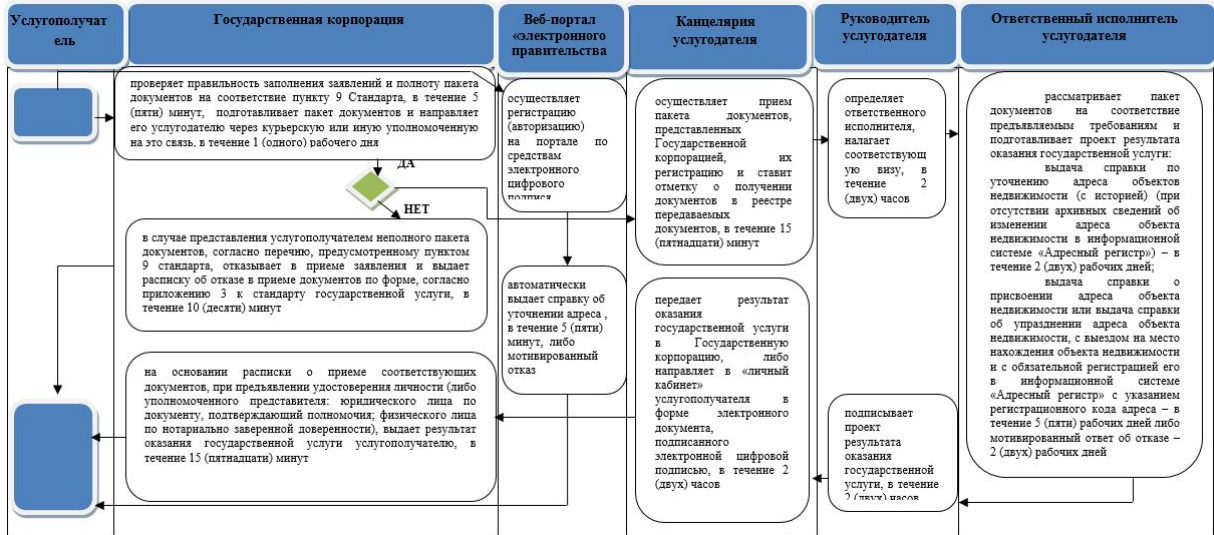 Услугополучат
ель
Государственная корпорация
Веб-портал
«электронного
правительства
Канцелярия
услугодателя
Руководитель
услугодателя
Ответственный исполнитель
услугодателя
проверяет правильность заполнения заявлений и полноту пакета
документов на соответствие пункту 9 Стандарта, в течение 5
(пяти) минут, подготавливает пакет документов и направляет
его услугодателю через курьерскую или иную уполномоченную
на это связь, в течение 1 (одного) рабочего дня
ДА
НЕТ
в случае представления услугополучателем неполного пакета
документов, согласно перечню, предусмотренному пунктом
9 стандарта, отказывает в приеме заявления и выдает
расписку об отказе в приеме документов по форме, согласно
приложению 3 к стандарту государственной услуги, в
течение 10 (десяти) минут
на основании расписки о приеме соответствующих
документов, при предъявлении удостоверения личности (либо
уполномоченного представителя: юридического лица по
документу, подтверждающий полномочия; физического лица
по нотариально заверенной доверенности), выдает результат
оказания государственной услуги услугополучателю, в
течение 15 (пятнадцати) минут
осуществляет
регистрацию
(авторизацию)
на портале по
средствам
электронного
цифрового
подписа
автоматически
выдает справку об
уточнении адреса ,
в течение 5 (пяти)
минут, либо
мотивированный
отказ
осуществляет прием
пакета документов,
представленных
Государственной
корпорацией, их
регистрацию и ставит
отметку о получении
документов в реестре
передаваемых
документов, в течение 15
(пятнадцати) минут
передает результат
оказания
государственной услуги
в Государственную
корпорацию, либо
направляет в «личный
кабинет»
услугополучателя в
форме электронного
документа,
подписанного
электронной цифровой
подписью, в течение 2
(двух) часов
определяет
ответственного
исполнителя,
налагает
соответствующ
ую визу, в
течение 2
(двух) часов
подписывает
проект
результата
оказания
государственной
услуги, в течение
2 (двух) часов
рассматривает пакет
документов на соответствие
предъявляемым требованиям и
подготавливает проект результата
оказания государственной услуги:
выдача справки по
уточнению адреса объектов
недвижимости (с историей) (при
отсутствии архивных сведений об
изменении адреса объекта
недвижимости в информационной
системе «Адресный регистр») – в
течение 2 (двух) рабочих дней;
выдача справки о
присвоении адреса объекта
недвижимости или выдача справки
об упразднении адреса объекта
недвижимости, с выездом на место
нахождения объекта недвижимости
и с обязательной регистрацией его
в информационной системе
«Адресный регистр» с указанием
регистрационного кода адреса – в
течение 5 (пяти) рабочих дней либо
мотивированный ответ об отказе –
2 (двух) рабочих дней